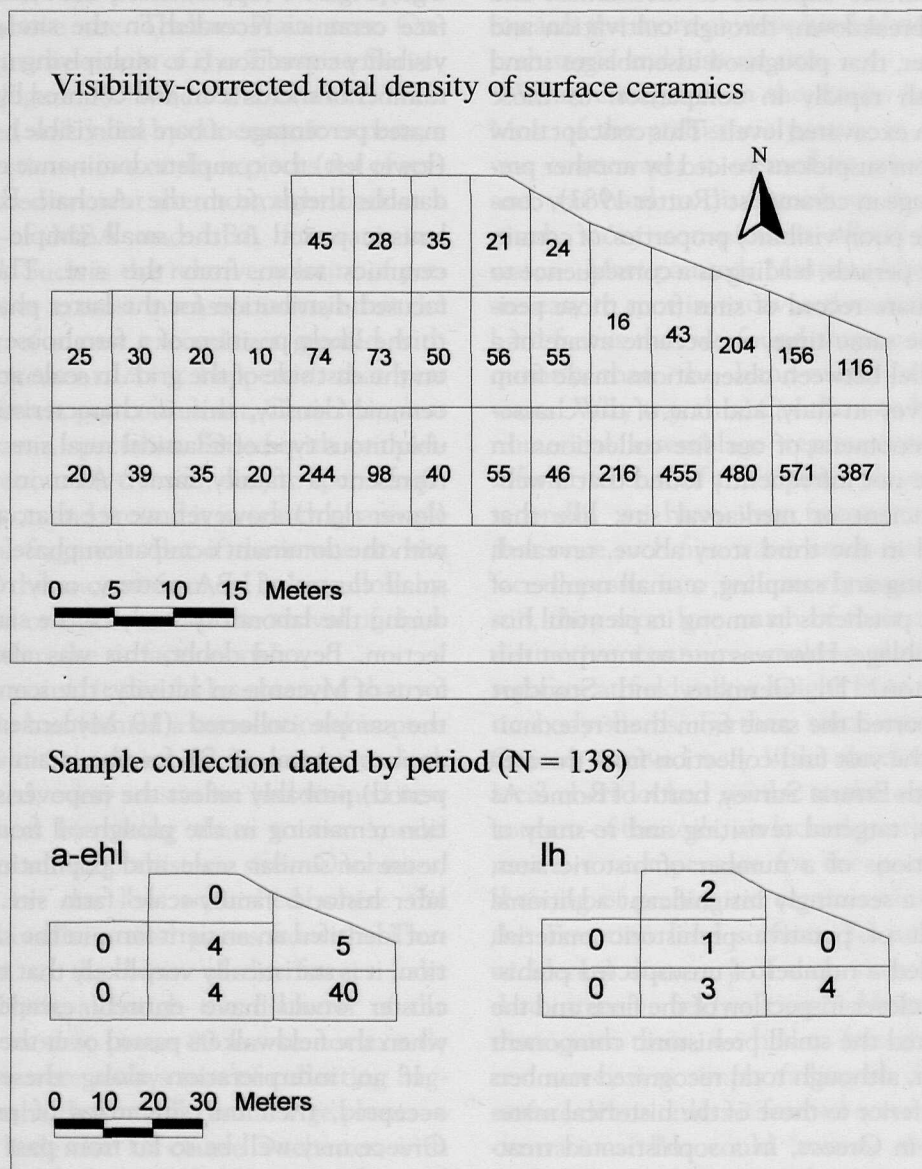 Visibility-corrected total density of surface ceramics
N
45 28 35 21 24
16 43 204 156 116
25 30 20 10 74 73 50 56 55
20 39 35 20 244 98 40 55 46 216 455 480 571 387
0 5 10 15 Meters
Sample collection dated by period (N = 138)
a-ehl
0
0 4 5
0 4 40
lh
2
0 1 0
0 3 4
0 10 20 30 Meters